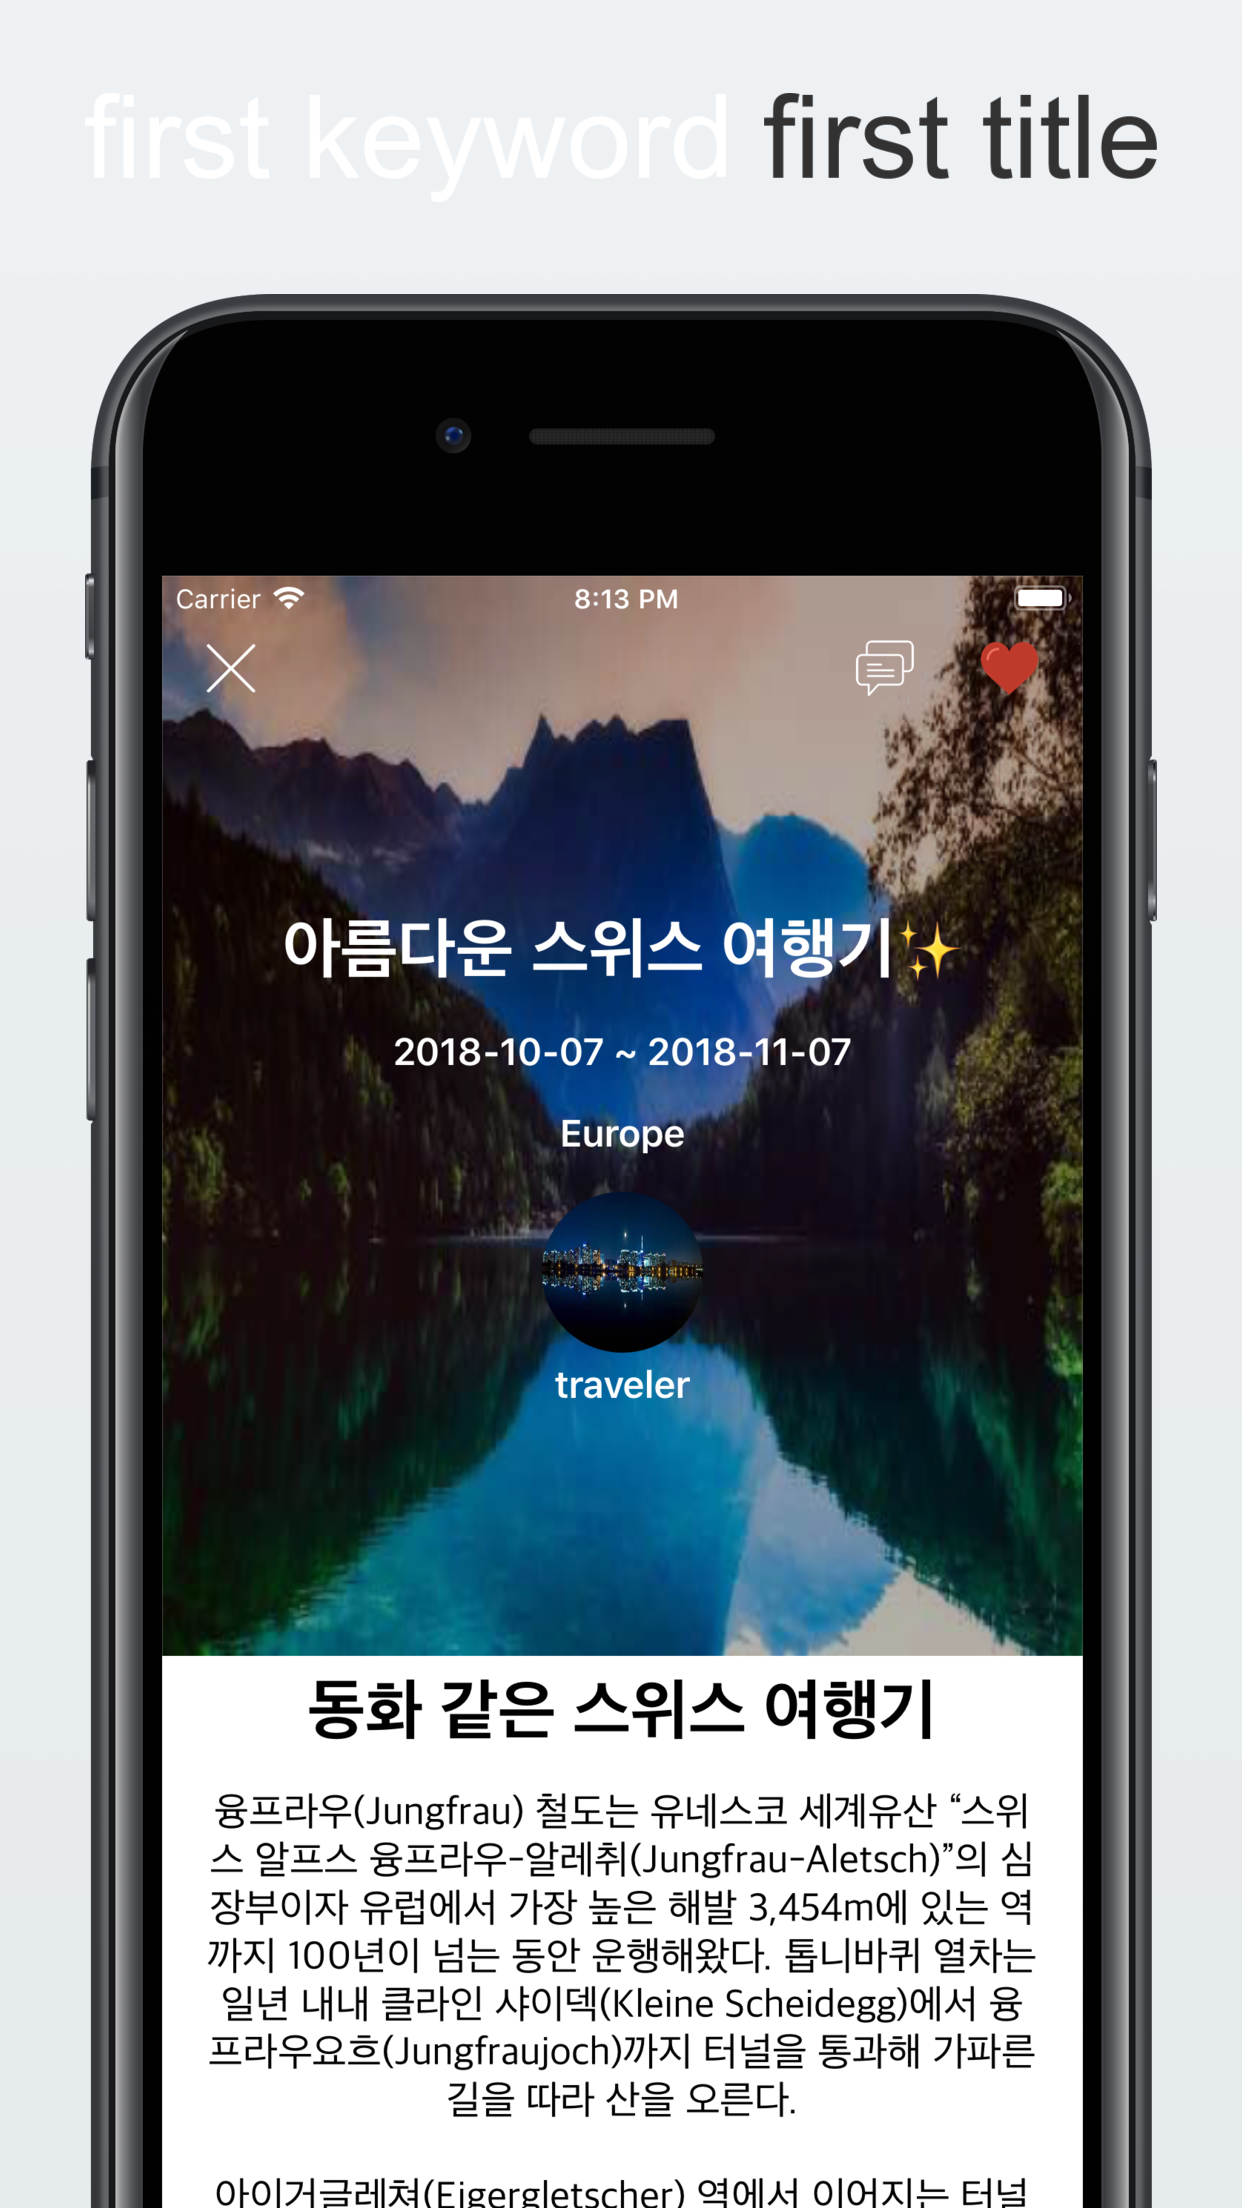 first keyword first title
Carrier
8:13 PM
아름다운 스위스 여행기✨
2018-10-07 ~ 2018-11-07
Europe
traveler
동화 같은 스위스 여행기
융프라우(Jungfrau) 철도는 유네스코 세계유산 “스위
스 알프스 융프라우-알레취(Jungfrau-Aletsch)”의 심
장부이자 유럽에서 가장 높은 해발 3,454m에 있는 역
까지 100년이 넘는 동안 운행해왔다. 톱니바퀴 열차는
일년 내내 클라인 샤이덱(Kleine Scheidegg)에서 융
프라우요흐(Jungfraujoch)까지 터널을 통과해 가파른
길을 따라 산을 오른다.
아이거글레쳐(Eigergletscher) 역에서 이어지는 터널